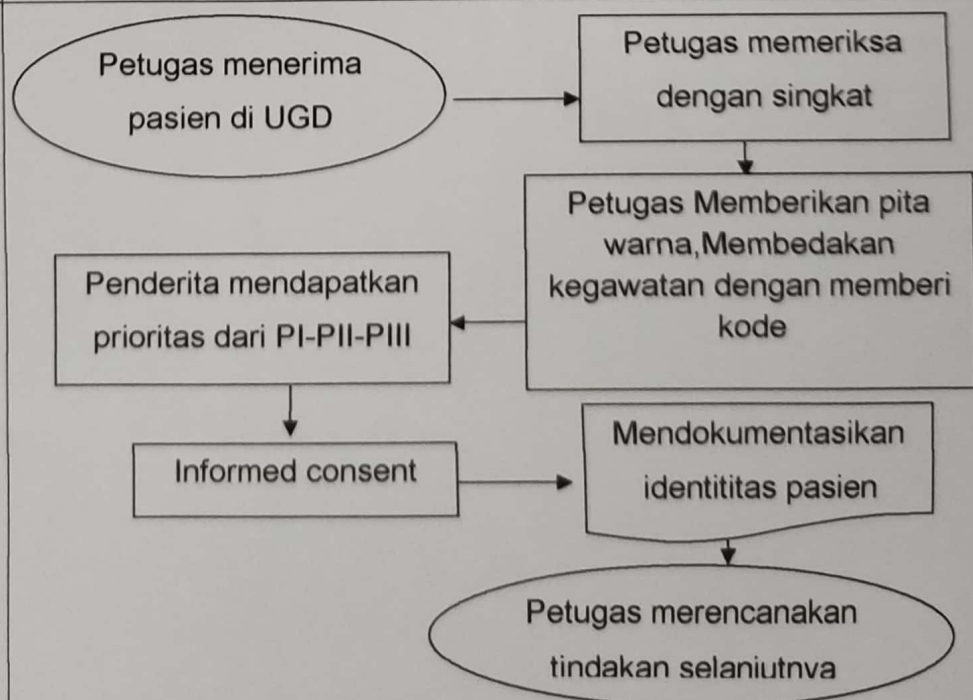 Petugas menerima
pasien di UGD
Petugas memeriksa
dengan singkat
Petugas Memberikan pita
warna,Membedakan
kegawatan dengan memberi
kode
Penderita mendapatkan
prioritas dari PI-PII-PIII
Informed consent
Mendokumentasikan
identititas pasien
Petugas merencanakan
tindakan selanjutnya